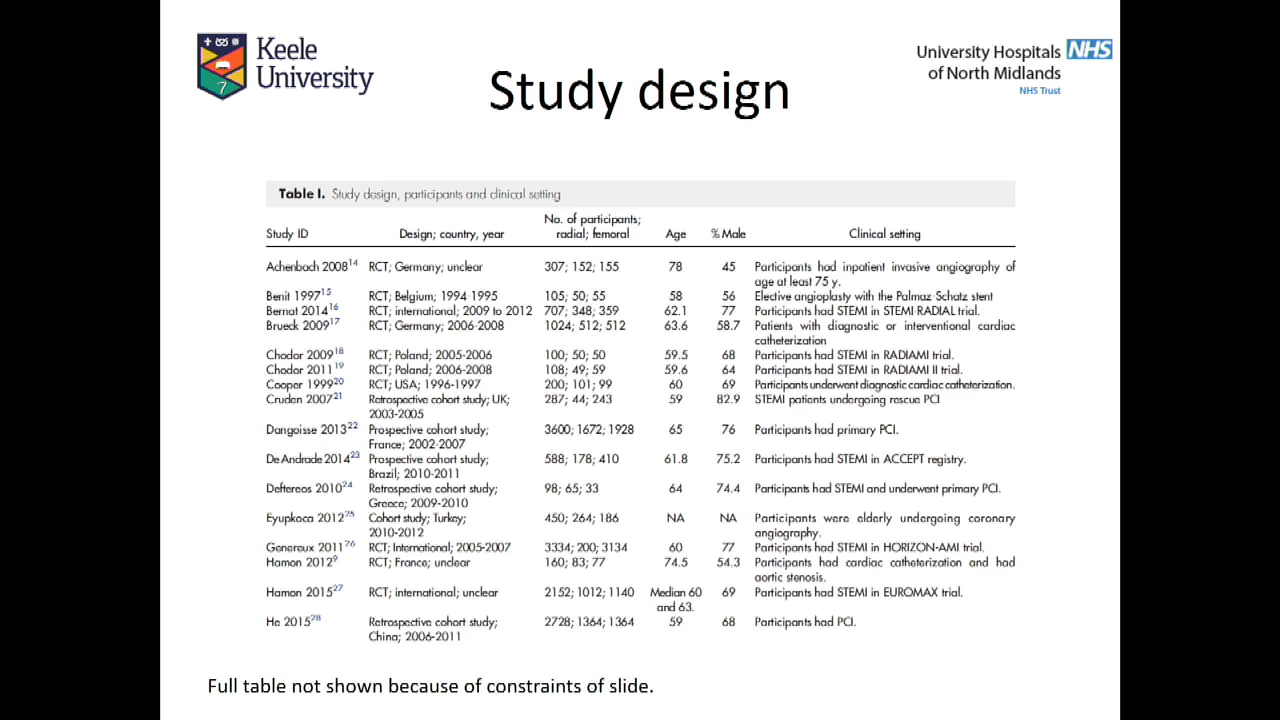 Keele
University
University Hospitals NHS
of North Midlands
NHS Trust
Study design
Table I. Study design, participants and clinical setting
No. of participants;
Study ID Design; country, year radial; femoral Age % Male Clinical setting
Achenbach 200814 RCT; Germany; unclear 307; 152; 155 78 45 Participants had inpatient invasive angiography of
age at least 75 y.
Benit 199715 RCT; Belgium; 1994-1995 105; 50; 55 58 56 Elective angioplasty with the Palmaz-Schatz stent
Bernat 201416 RCT; international; 2009 to 2012 707; 348; 359 62.1 77 Participants had STEMI in STEMI RADIAL trial.
Brueck 200917 RCT; Germany; 2006-2008 1024; 512; 512 63.6 58.7 Patients with diagnostic or interventional cardiac
catheterization
Chodor 200918 RCT; Poland; 2005-2006 100; 50; 50 59.5 68 Participants had STEMI in RADIAMI trial.
Chodor 201119 RCT; Poland; 2006-2008 108; 49; 59 59.6 64 Participants had STEMI in RADIAMI II trial.
Cooper 199920 RCT; USA; 1996-1997 200; 101; 99 60 69 Participants underwent diagnostic cardiac catheterization.
Cruden 200721 Retrospective cohort study; UK; 287; 44; 243 59 82.9 STEMI patients undergoing rescue PCI
2003-2005
Dangoisse 201322 Prospective cohort study; 3600; 1672; 1928 65 76 Participants had primary PCI.
France; 2002-2007
De Andrade 201423 Prospective cohort study; 588; 178; 410 61.8 75.2 Participants had STEMI in ACCEPT registry.
Brazil; 2010-2011
Deftereos 201024 Retrospective cohort study; 98; 65; 33 64 74.4 Participants had STEMI and underwent primary PCI.
Greece; 2009-2010
Eyupkoca 201225 Cohort study; Turkey; 450; 264; 186 NA NA Participants were elderly undergoing coronary
2010-2012 angiography.
Genereux 201126 RCT; International; 2005-2007 3334; 200; 3134 60 77 Participants had STEMI in HORIZON-AMI trial.
Hamon 20129 RCT; France; unclear 160; 83; 77 74.5 54.3 Participants had cardiac catheterization and had
aortic stenosis.
Hamon 201527 RCT; international; unclear 2152; 1012; 1140 Median 60 69 Participants had STEMI in EUROMAX trial.
and 63.
He 201528 Retrospective cohort study; 2728; 1364; 1364 59 68 Participants had PCI.
China; 2006-2011
Full table not shown because of constraints of slide.